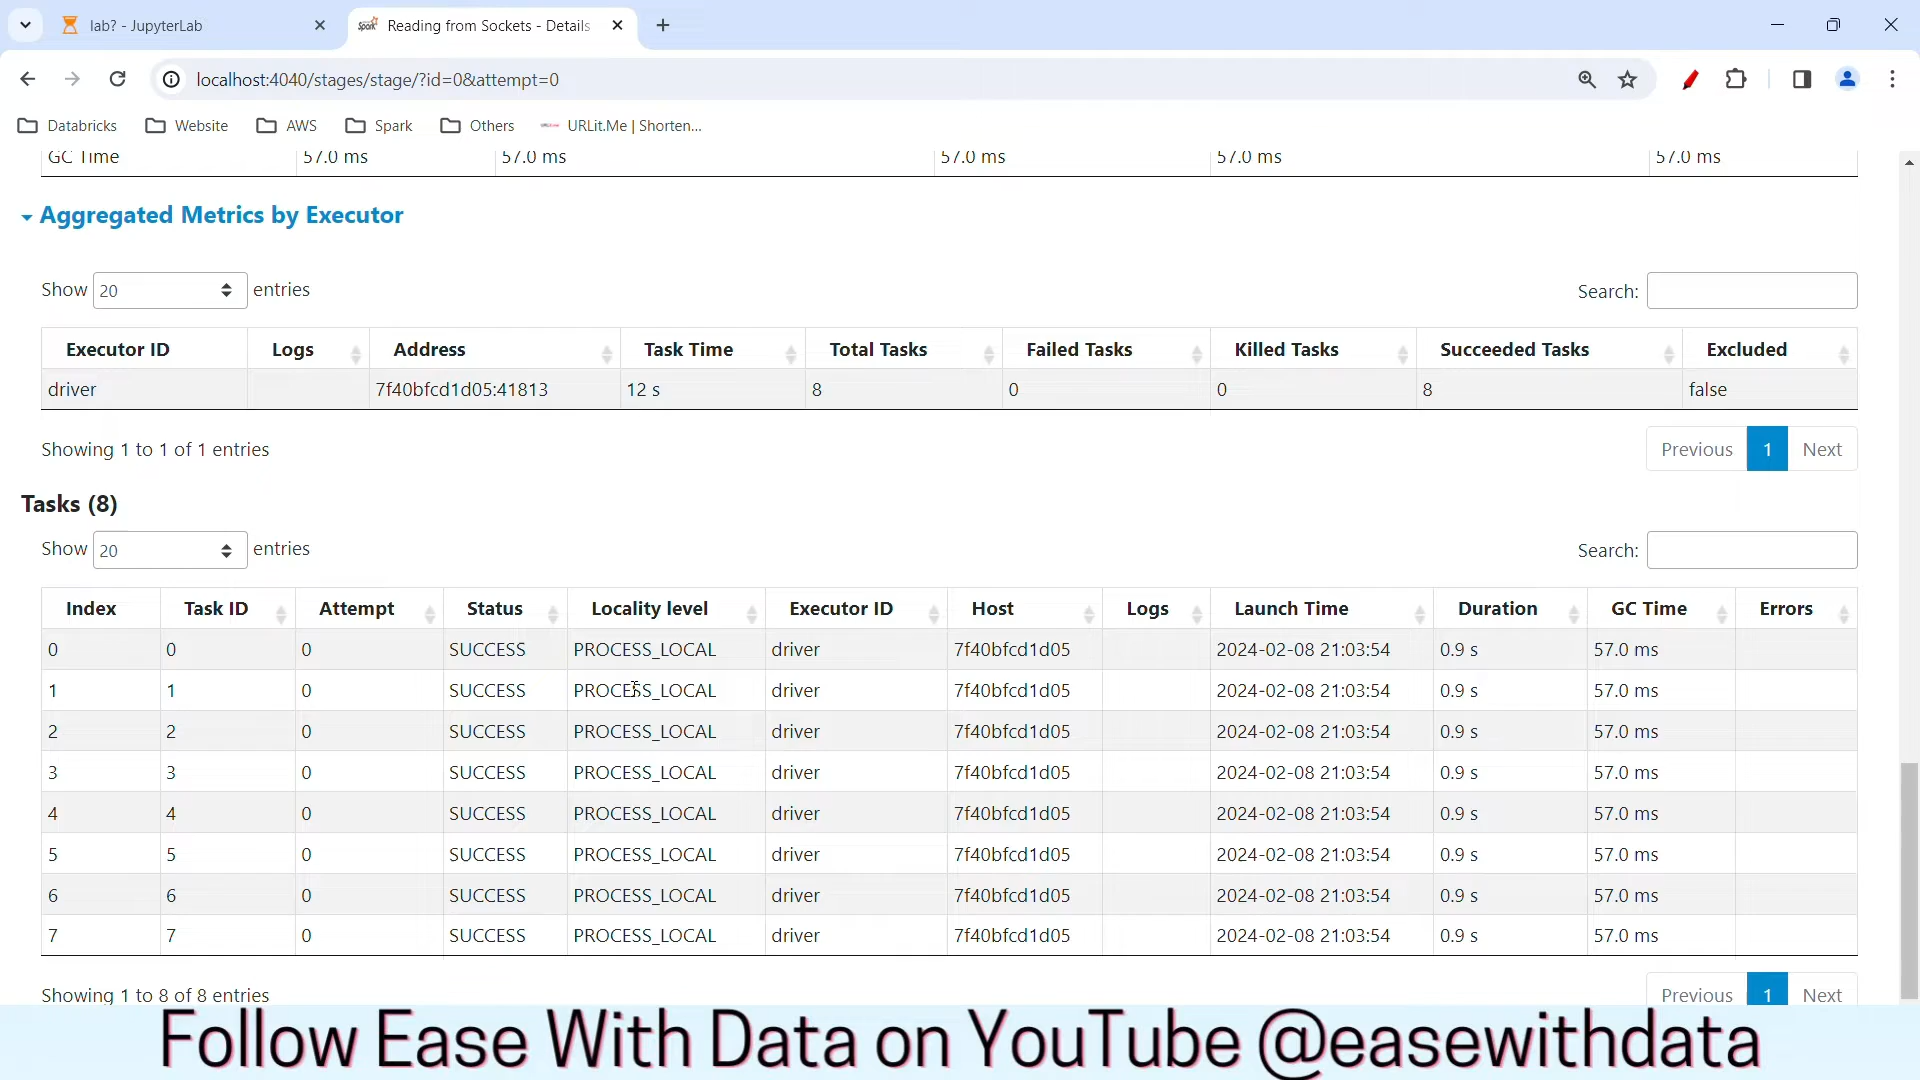 lab? - JupyterLab
Spark Reading from Sockets - Details
localhost:4040/stages/stage/?id=0&attempt=0
Databricks Website AWS Spark Others URLit.Me | Shorten...
GC Time 57.0 ms 57.0 ms 57.0 ms 57.0 ms 57.0 ms
Aggregated Metrics by Executor
Show 20 entries Search:
Executor ID Logs Address Task Time Total Tasks Failed Tasks Killed Tasks Succeeded Tasks Excluded
driver 7f40bfcd1d05:41813 12 s 8 0 0 8 false
Showing 1 to 1 of 1 entries Previous 1 Next
Tasks (8)
Show 20 entries Search:
Index Task ID Attempt Status Locality level Executor ID Host Logs Launch Time Duration GC Time Errors
0 0 0 SUCCESS PROCESS_LOCAL driver 7f40bfcd1d05 2024-02-08 21:03:54 0.9 s 57.0 ms
1 1 0 SUCCESS PROCESS_LOCAL driver 7f40bfcd1d05 2024-02-08 21:03:54 0.9 s 57.0 ms
2 2 0 SUCCESS PROCESS_LOCAL driver 7f40bfcd1d05 2024-02-08 21:03:54 0.9 s 57.0 ms
3 3 0 SUCCESS PROCESS_LOCAL driver 7f40bfcd1d05 2024-02-08 21:03:54 0.9 s 57.0 ms
4 4 0 SUCCESS PROCESS_LOCAL driver 7f40bfcd1d05 2024-02-08 21:03:54 0.9 s 57.0 ms
5 5 0 SUCCESS PROCESS_LOCAL driver 7f40bfcd1d05 2024-02-08 21:03:54 0.9 s 57.0 ms
6 6 0 SUCCESS PROCESS_LOCAL driver 7f40bfcd1d05 2024-02-08 21:03:54 0.9 s 57.0 ms
7 7 0 SUCCESS PROCESS_LOCAL driver 7f40bfcd1d05 2024-02-08 21:03:54 0.9 s 57.0 ms
Showing 1 to 8 of 8 entries Previous 1 Next
Follow Ease With Data on YouTube @easewithdata